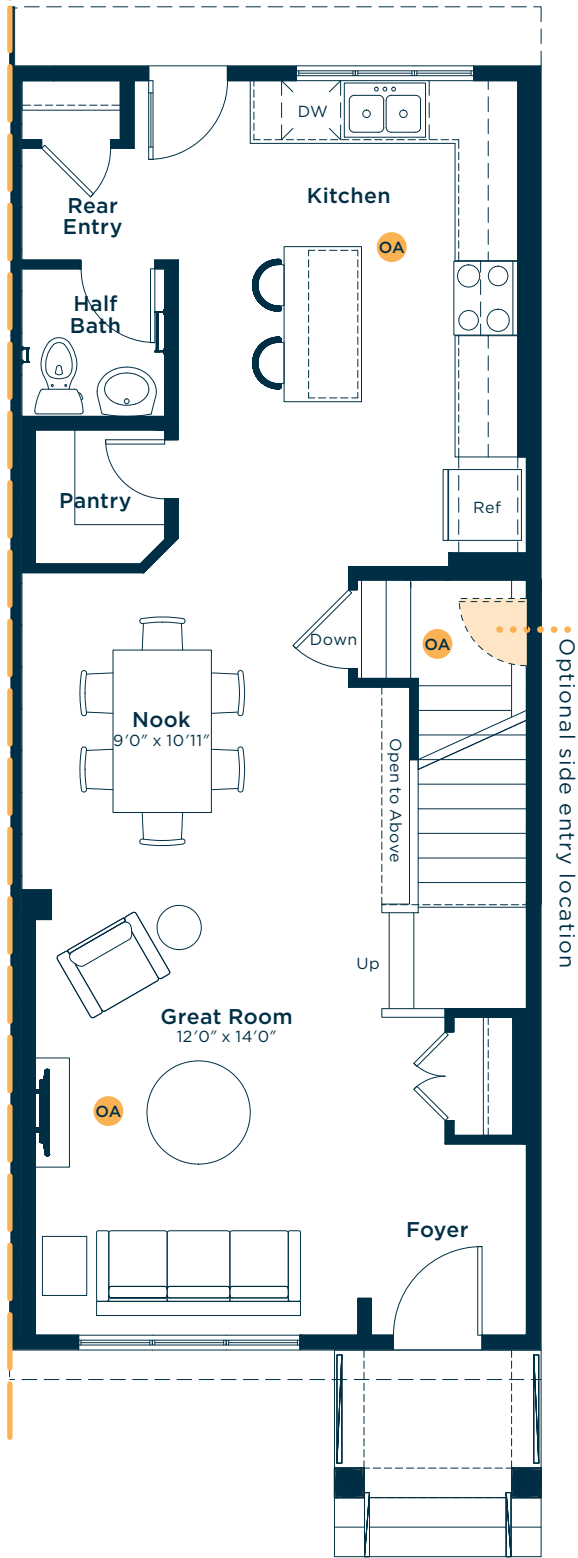 DW
Kitchen
Rear
Entry
OA
Half
Bath
Pantry
Ref
Down
OA
Optional side entry location
Nook
9'0" x 10'11"
Open to Above
Up
Great Room
12'0" x 14'0"
OA
Foyer